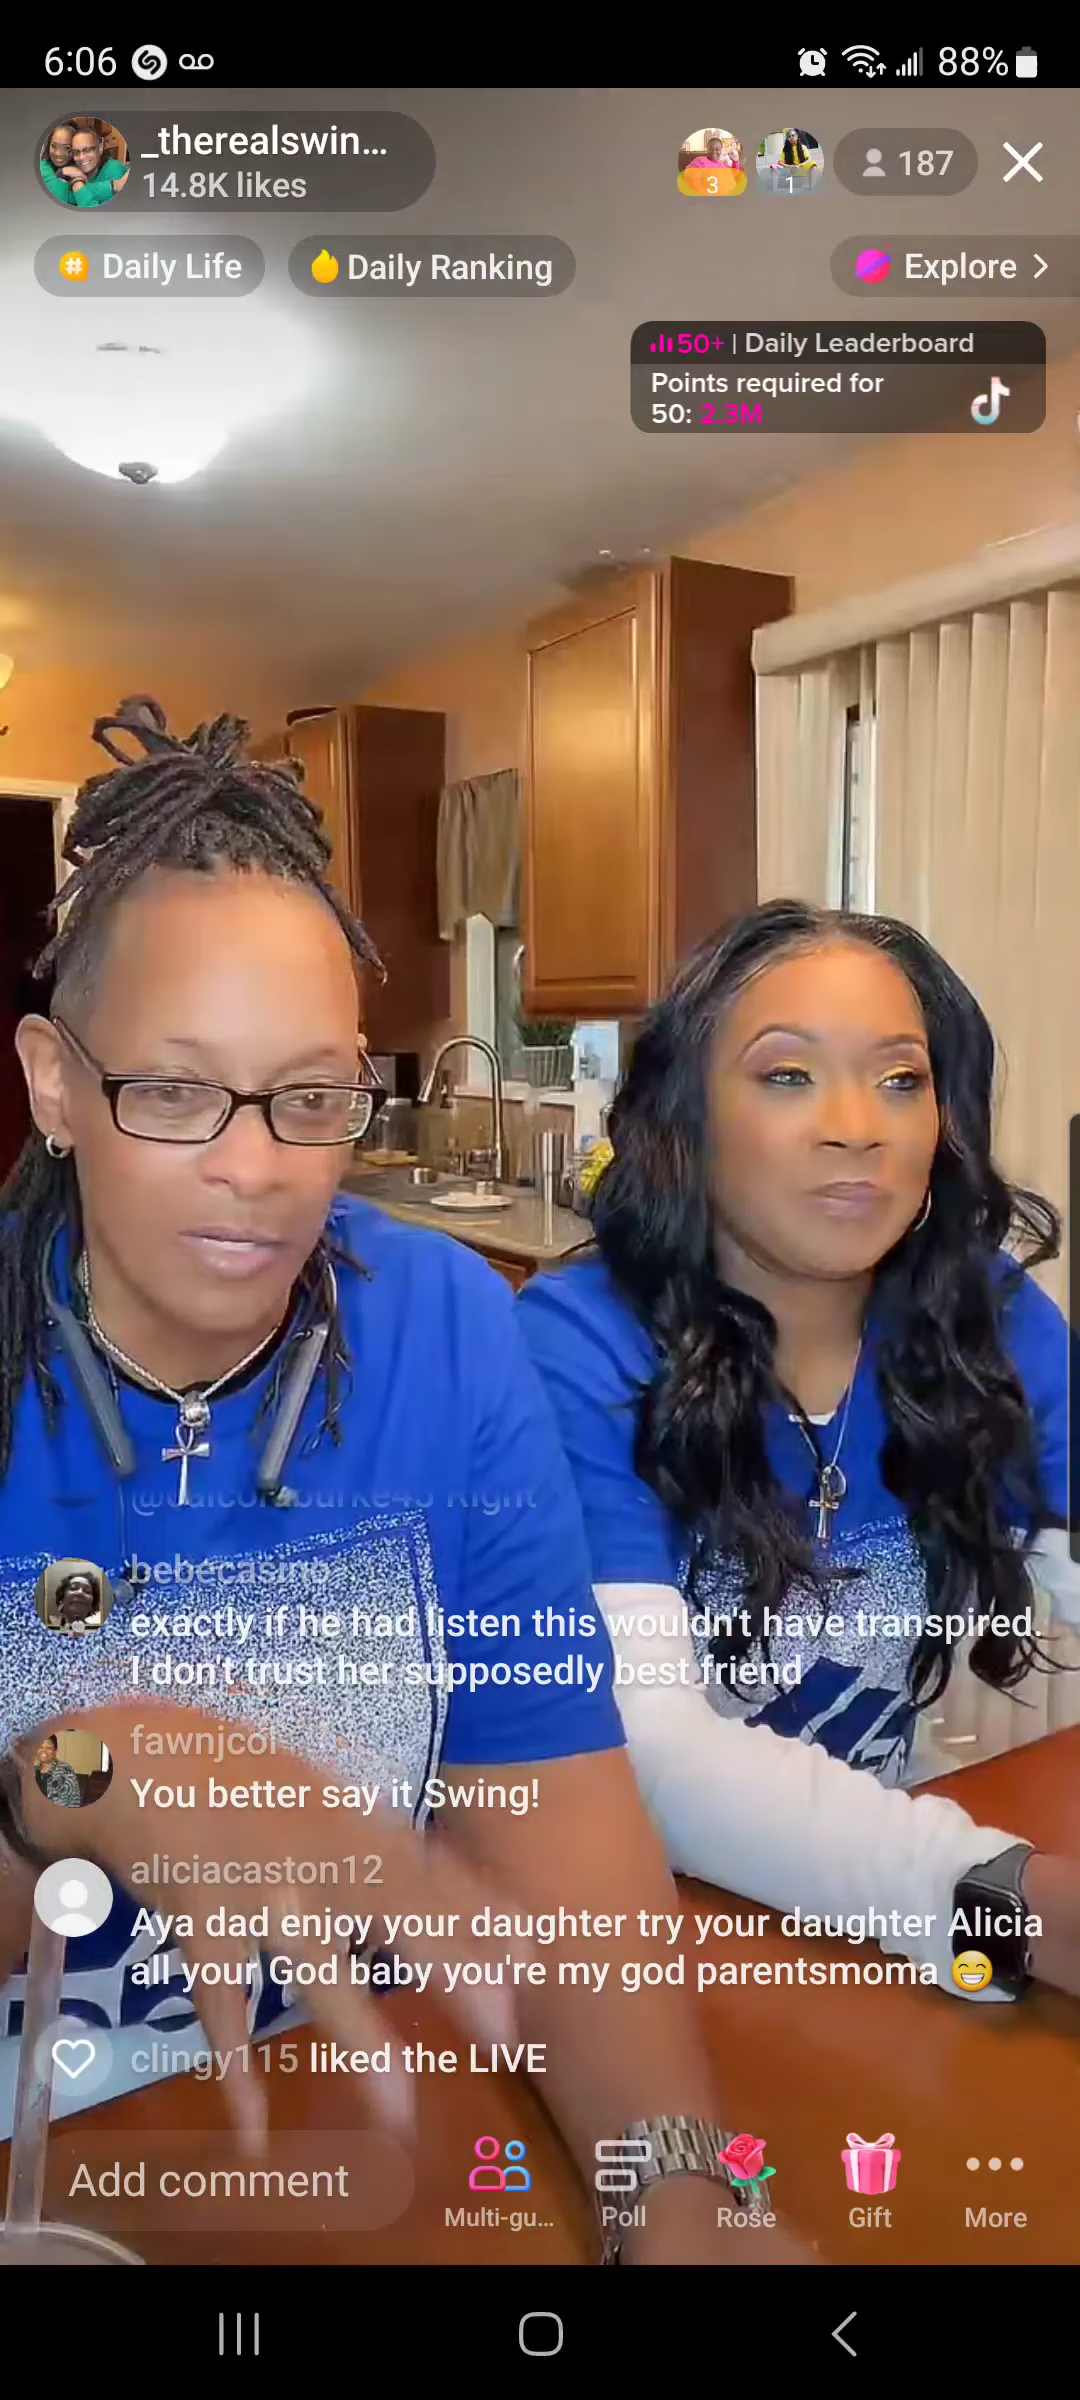 6:06
88%
_therealswin...
14.8K likes
3
1
187
Daily Life
Daily Ranking
Explore >
50+ | Daily Leaderboard
Points required for
50: 2.3M
Right
bebecasino
exactly if he had listen this wouldn't have transpired.
I don't trust her supposedly best friend
fawnjcol
You better say it Swing!
aliciacaston12
Aya dad enjoy your daughter try your daughter Alicia
all your God baby you're my god parentsmoma 😁
clingy115 liked the LIVE
Add comment
Multi-gu...
Poll
Rose
Gift
More